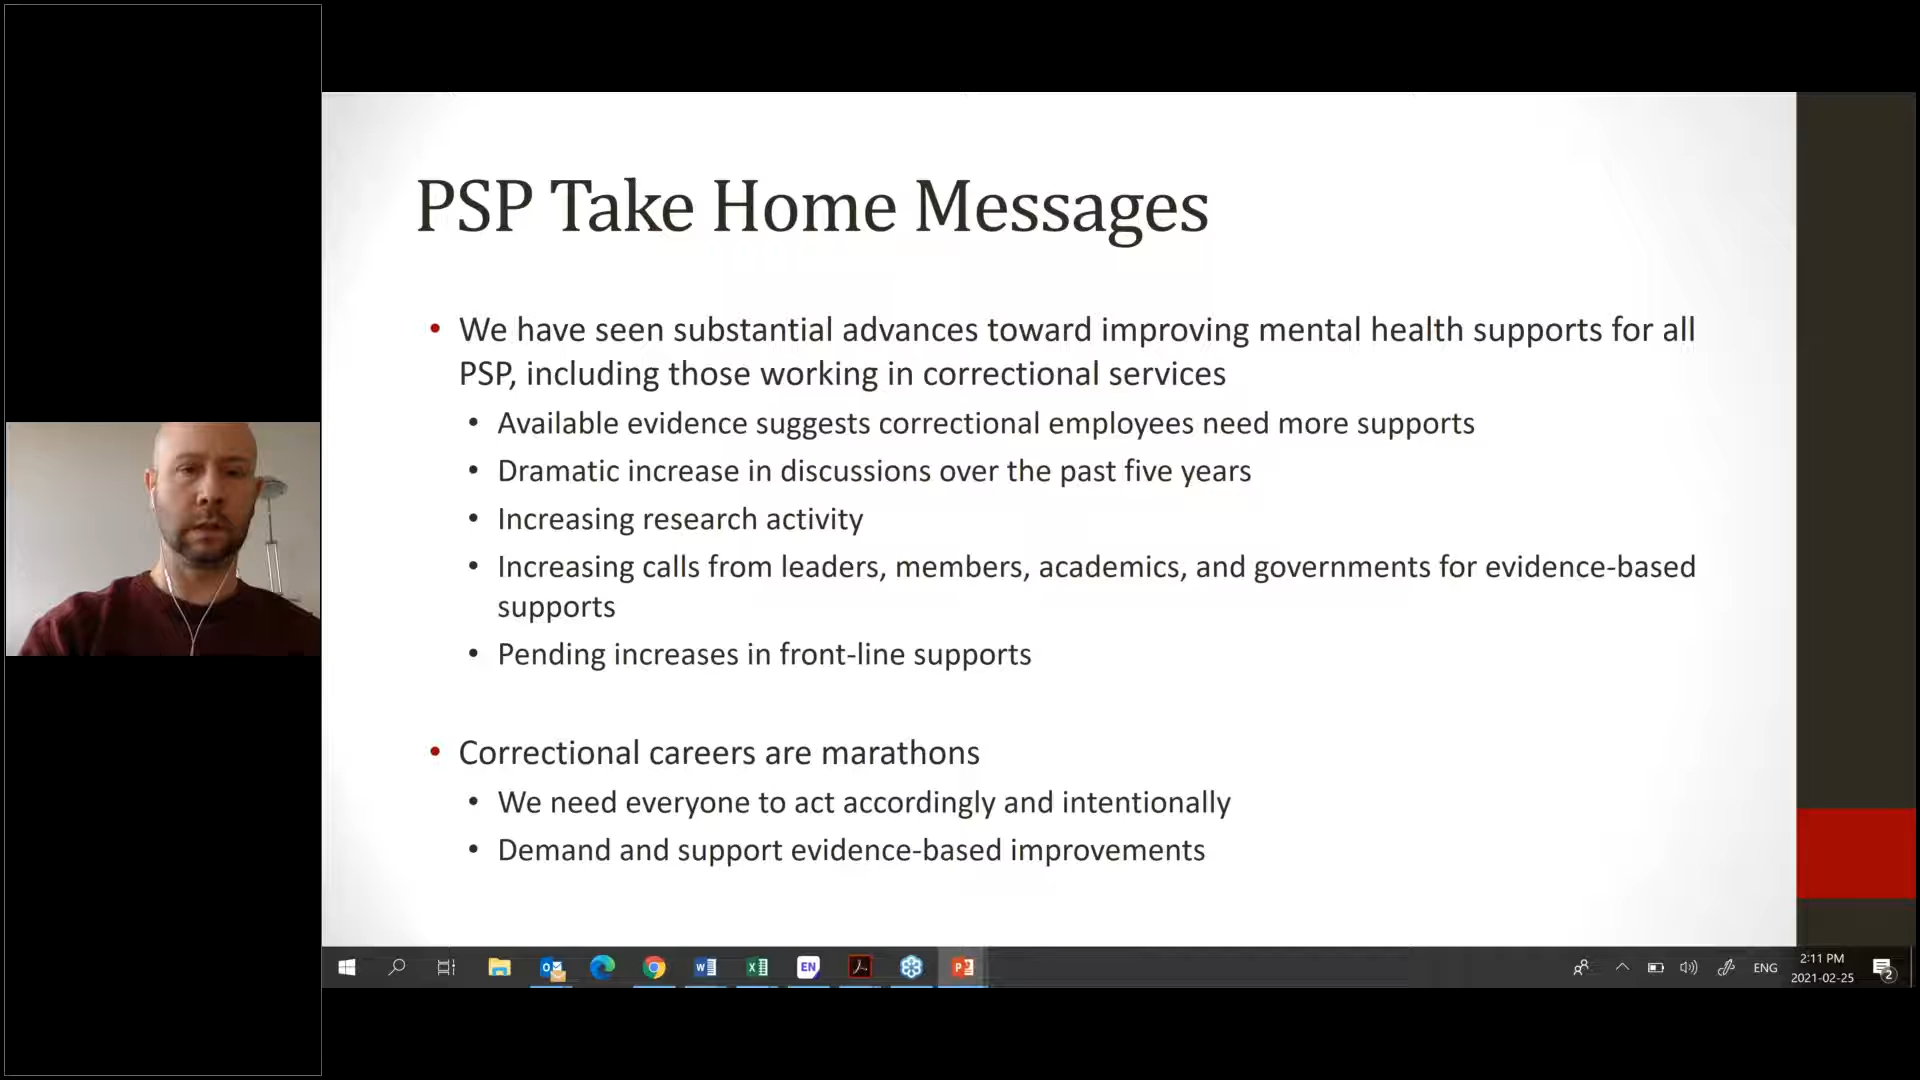 PSP Take Home Messages
• We have seen substantial advances toward improving mental health supports for all
PSP, including those working in correctional services
• Available evidence suggests correctional employees need more supports
• Dramatic increase in discussions over the past five years
• Increasing research activity
• Increasing calls from leaders, members, academics, and governments for evidence-based
supports
• Pending increases in front-line supports
• Correctional careers are marathons
• We need everyone to act accordingly and intentionally
• Demand and support evidence-based improvements
EN
ENG
2:11 PM
2021-02-25
2